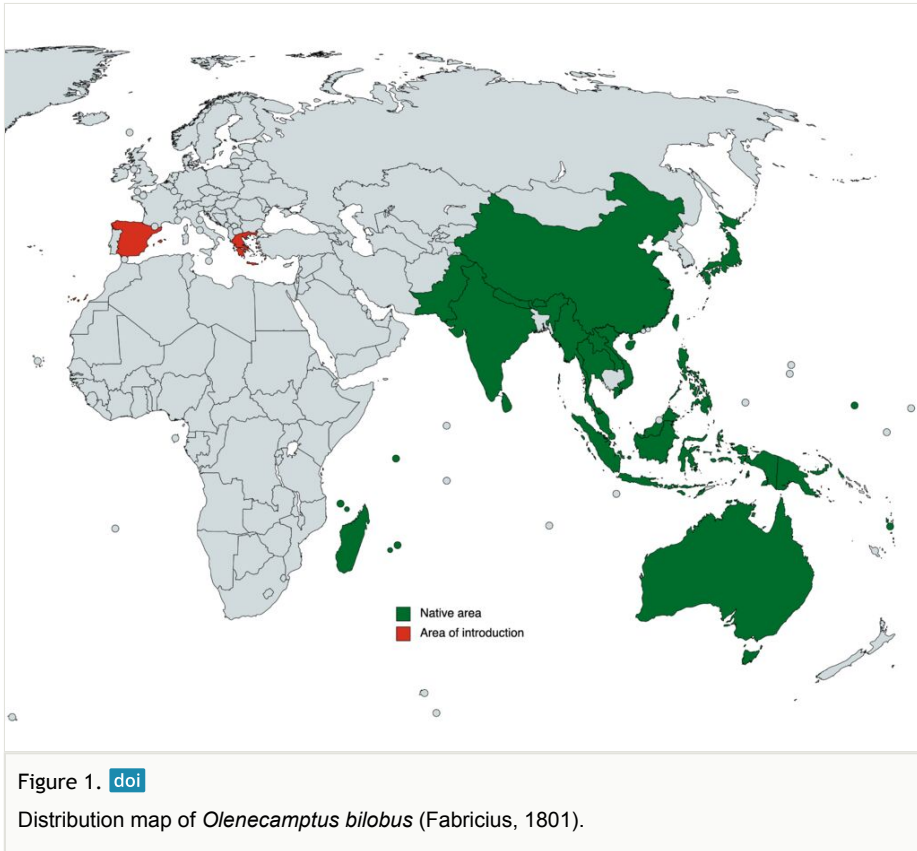 Native area
Area of introduction
Figure 1. doi
Distribution map of Olenecamptus bilobus (Fabricius, 1801).